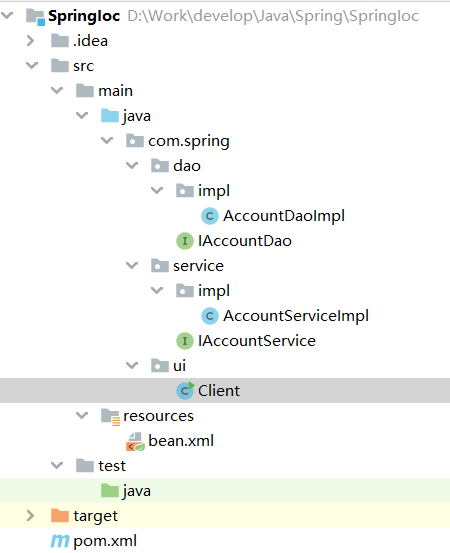 SpringIoc D:\Work\develop\Java\Spring\SpringIoc
.idea
src
main
java
com.spring
dao
impl
C AccountDaoImpl
I IAccountDao
service
impl
C AccountServiceImpl
I IAccountService
ui
C Client
resources
bean.xml
test
java
target
m pom.xml